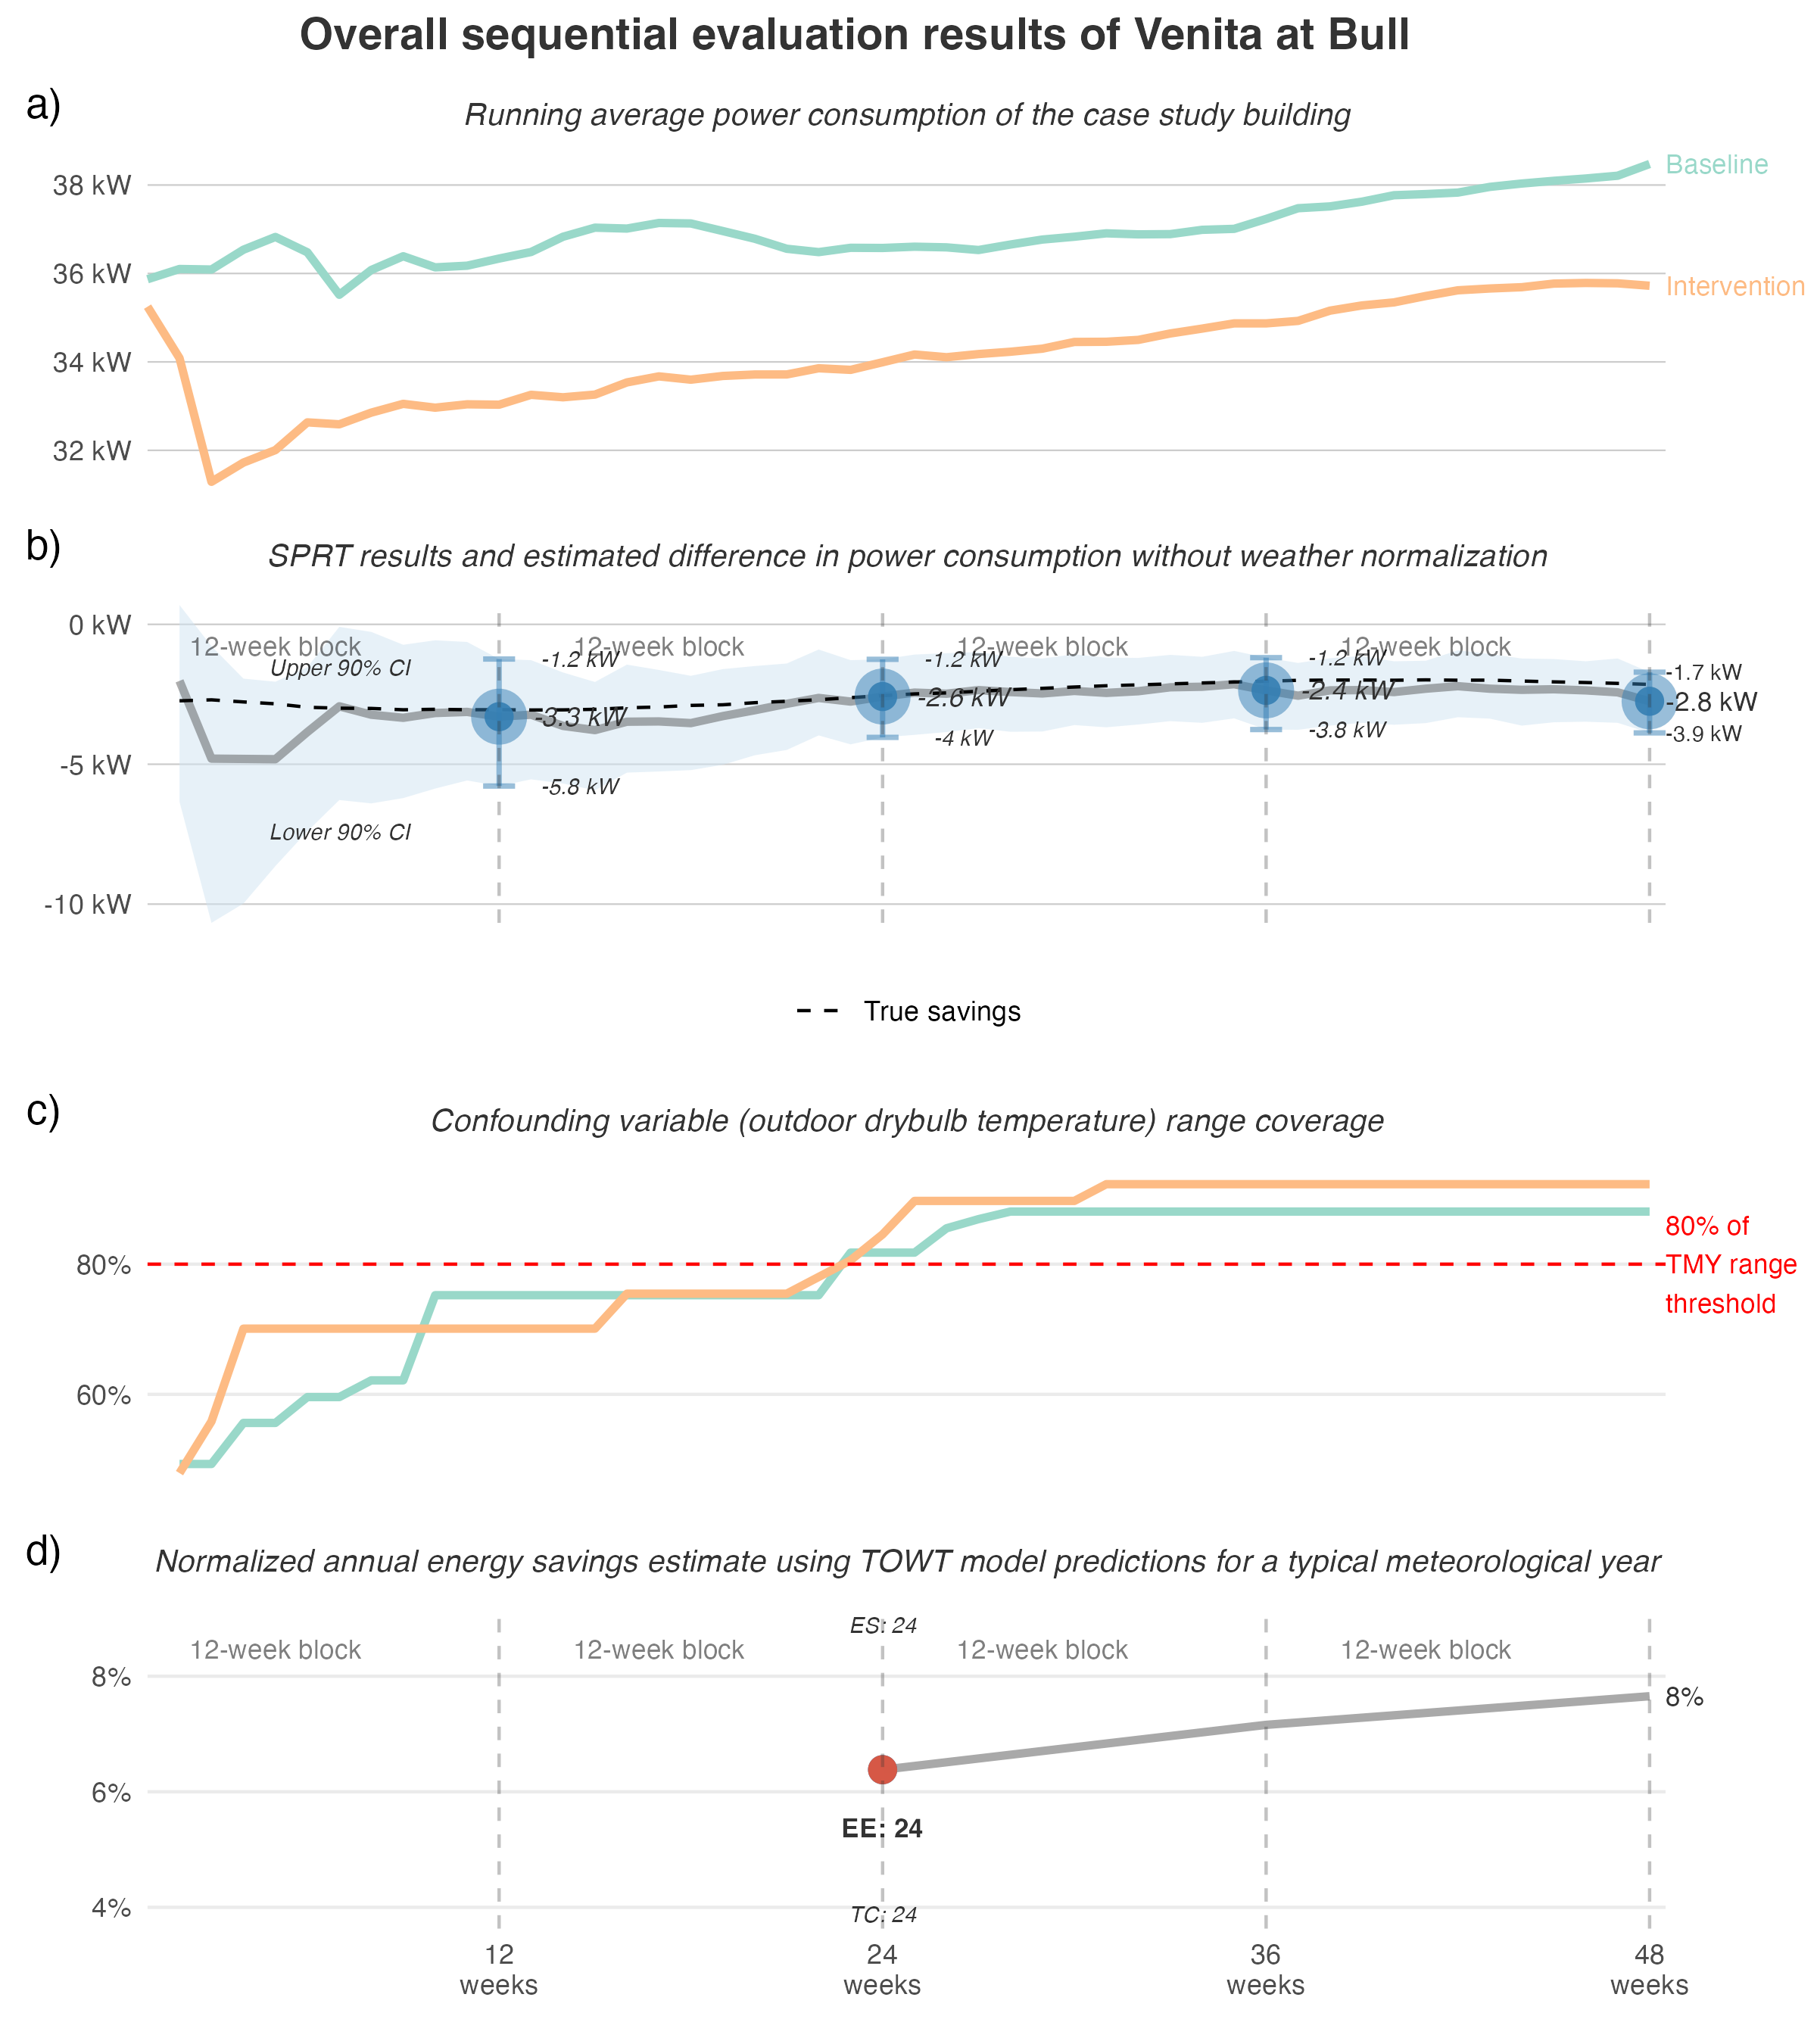 Overall sequential evaluation results of Venita at Bull
a)
Running average power consumption of the case study building
38 kW
36 kW
34 kW
32 kW
Baseline
Intervention
b)
SPRT results and estimated difference in power consumption without weather normalization
0 kW
-5 kW
-10 kW
12-week block
12-week block
12-week block
12-week block
Upper 90% CI
Lower 90% CI
-1.2 kW
-3.3 kW
-5.8 kW
-1.2 kW
-2.6 kW
-4 kW
-1.2 kW
-2.4 kW
-3.8 kW
-1.7 kW
-2.8 kW
-3.9 kW
True savings
c)
Confounding variable (outdoor drybulb temperature) range coverage
80%
60%
80% of
TMY range
threshold
d)
Normalized annual energy savings estimate using TOWT model predictions for a typical meteorological year
ES: 24
12-week block
12-week block
12-week block
12-week block
8%
6%
4%
8%
EE: 24
TC: 24
12
weeks
24
weeks
36
weeks
48
weeks